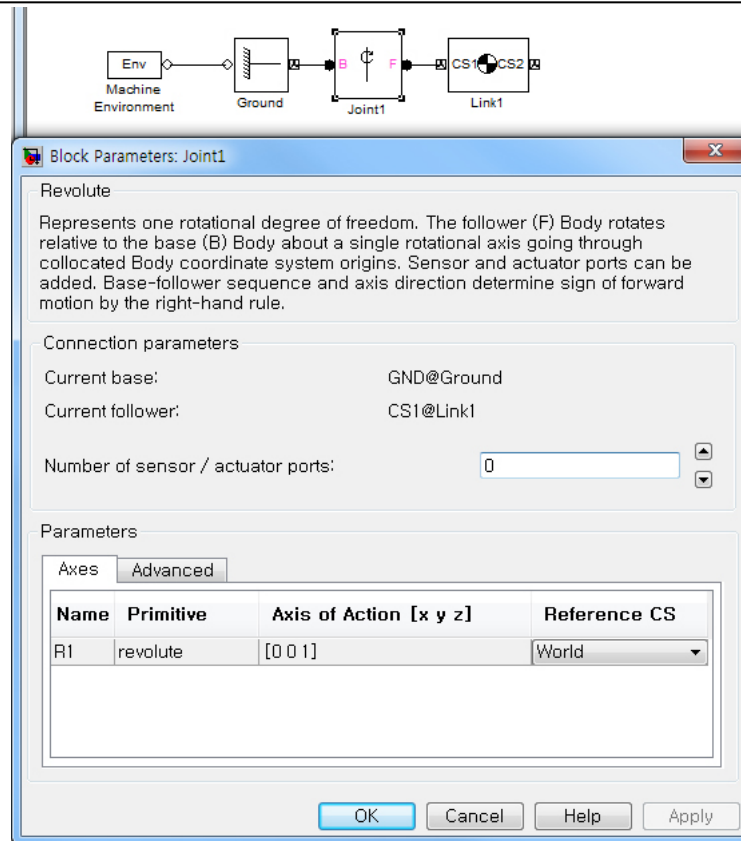 Env
B
F
CS1
CS2
Machine
Environment
Ground
Joint1
Link1
Block Parameters: Joint1
Revolute
Represents one rotational degree of freedom. The follower (F) Body rotates
relative to the base (B) Body about a single rotational axis going through
collocated Body coordinate system origins. Sensor and actuator ports can be
added. Base-follower sequence and axis direction determine sign of forward
motion by the right-hand rule.
Connection parameters
Current base: GND@Ground
Current follower: CS1@Link1
Number of sensor / actuator ports: 0
Parameters
Axes Advanced
Name Primitive Axis of Action [x y z] Reference CS
R1 revolute [0 0 1] World
OK Cancel Help Apply